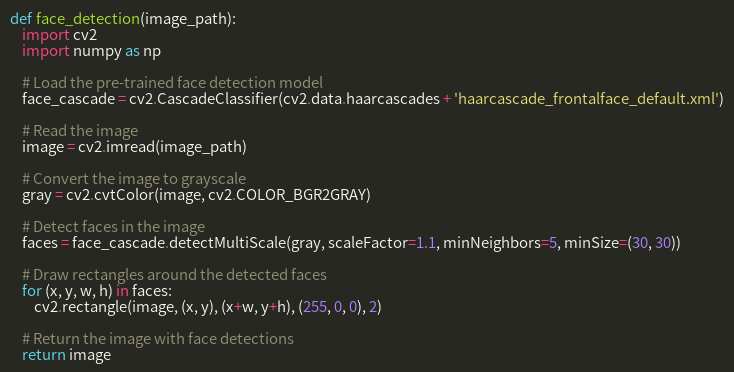 def face_detection(image_path):
    import cv2
    import numpy as np

    # Load the pre-trained face detection model
    face_cascade = cv2.CascadeClassifier(cv2.data.haarcascades + 'haarcascade_frontalface_default.xml')

    # Read the image
    image = cv2.imread(image_path)

    # Convert the image to grayscale
    gray = cv2.cvtColor(image, cv2.COLOR_BGR2GRAY)

    # Detect faces in the image
    faces = face_cascade.detectMultiScale(gray, scaleFactor=1.1, minNeighbors=5, minSize=(30, 30))

    # Draw rectangles around the detected faces
    for (x, y, w, h) in faces:
        cv2.rectangle(image, (x, y), (x+w, y+h), (255, 0, 0), 2)

    # Return the image with face detections
    return image